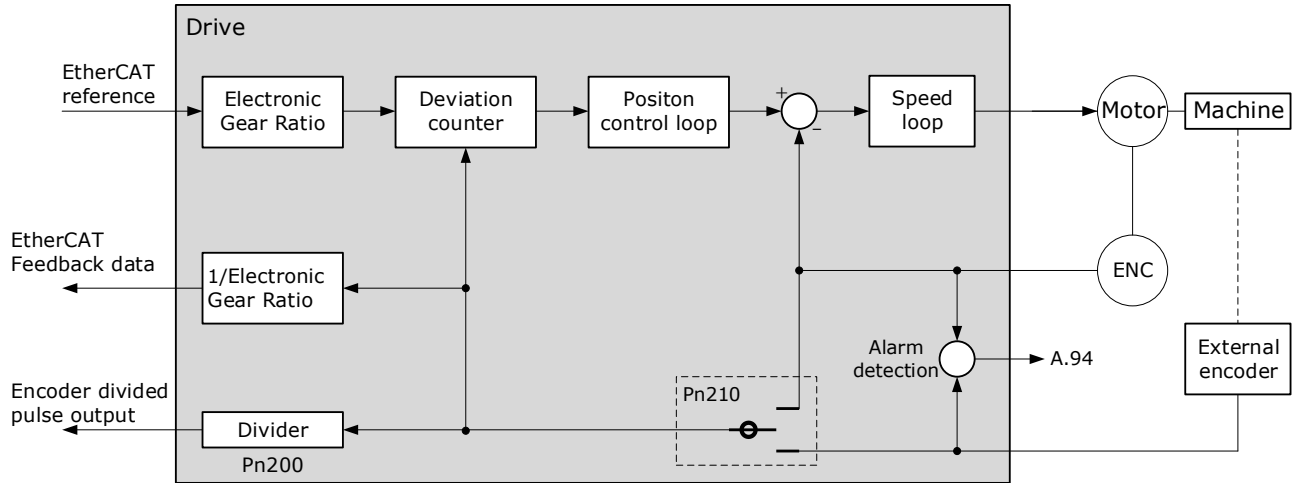 Drive
EtherCAT
reference
Electronic
Gear Ratio
Deviation
counter
Positon
control loop
+
-
Speed
loop
Motor
Machine
EtherCAT
Feedback data
1/Electronic
Gear Ratio
ENC
Alarm
detection
A.94
External
encoder
Encoder divided
pulse output
Divider
Pn200
Pn210